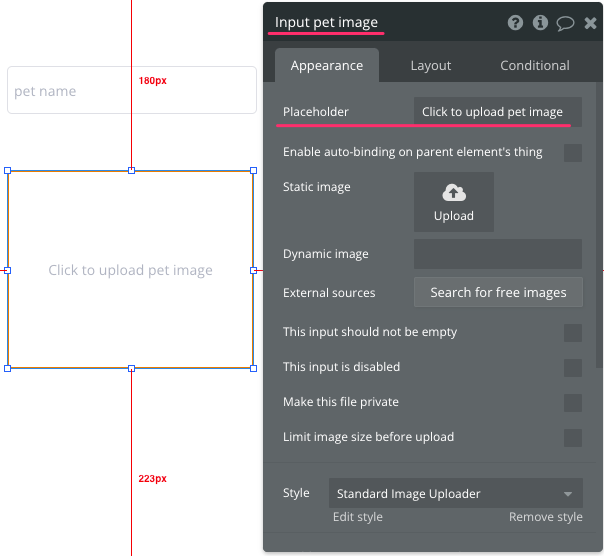 180px
pet name
Click to upload pet image
223px
Input pet image
Appearance
Layout
Conditional
Placeholder
Click to upload pet image
Enable auto-binding on parent element's thing
Static image
Upload
Dynamic image
External sources
Search for free images
This input should not be empty
This input is disabled
Make this file private
Limit image size before upload
Style
Standard Image Uploader
Edit style
Remove style